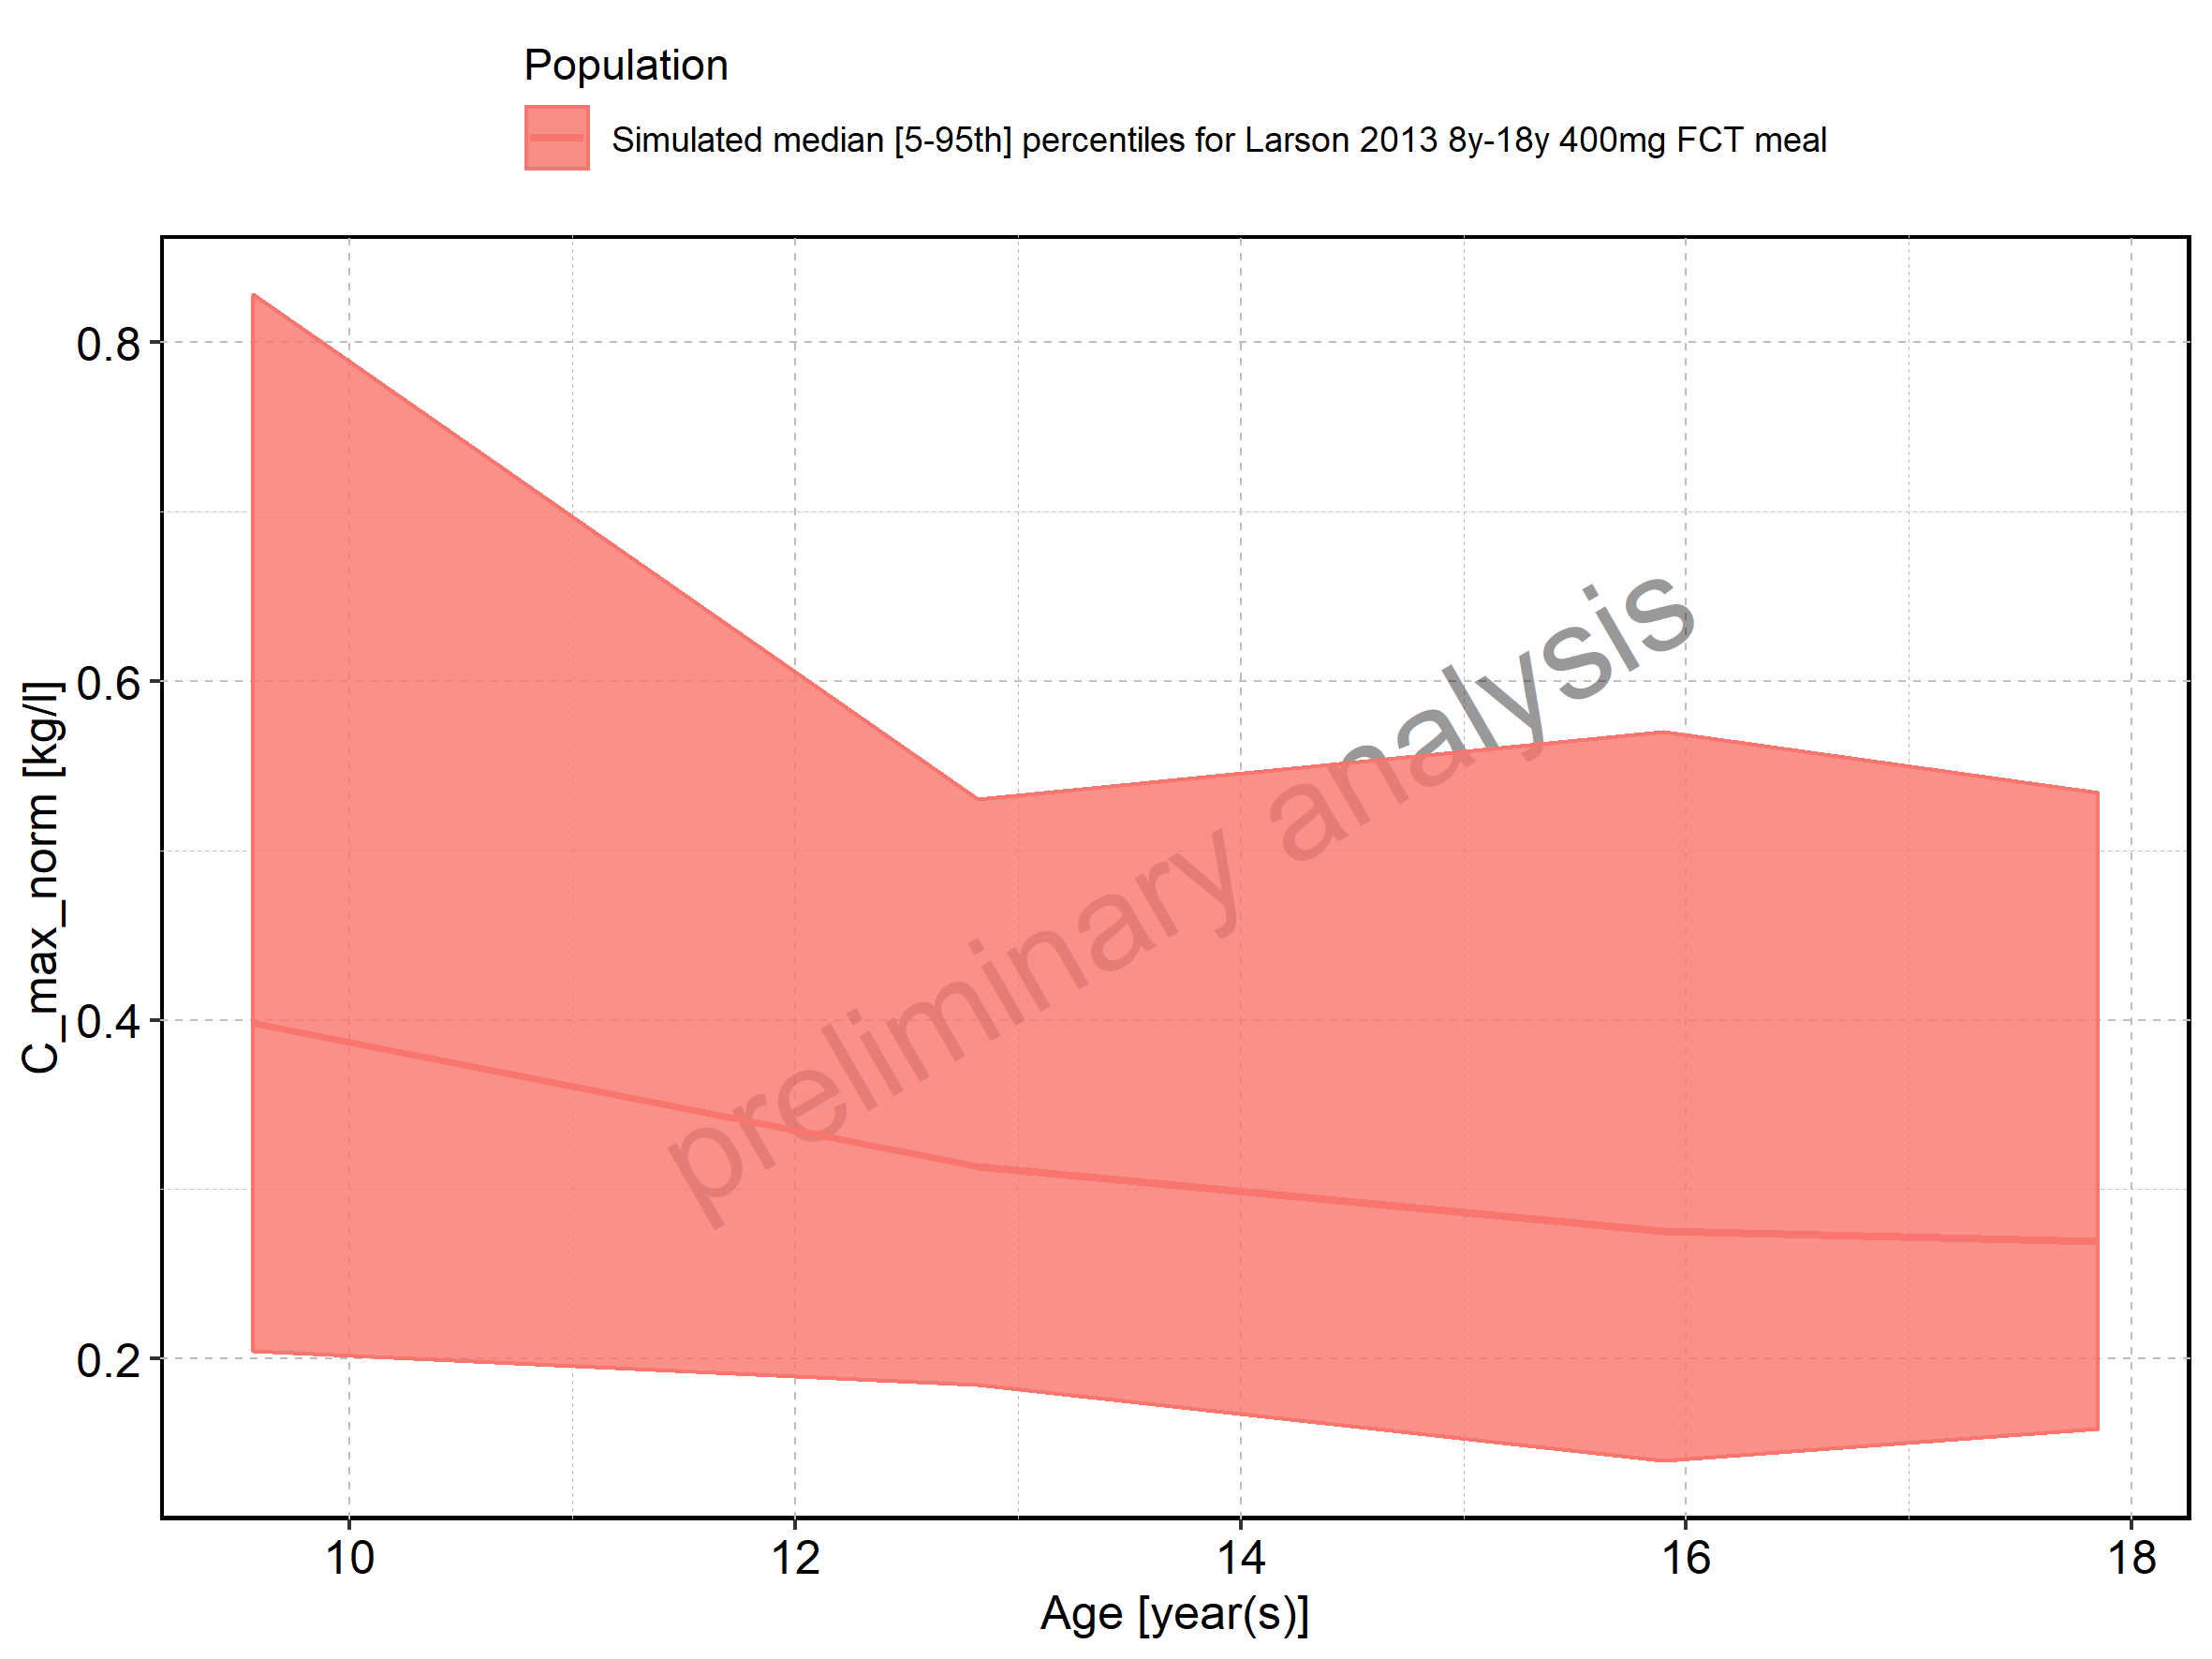 Population
Simulated median [5-95th] percentiles for Larson 2013 8y-18y 400mg FCT meal
C_max_norm [kg/l]
0.8
0.6
0.4
0.2
preliminary analysis
10 12 14 16 18
Age [year(s)]